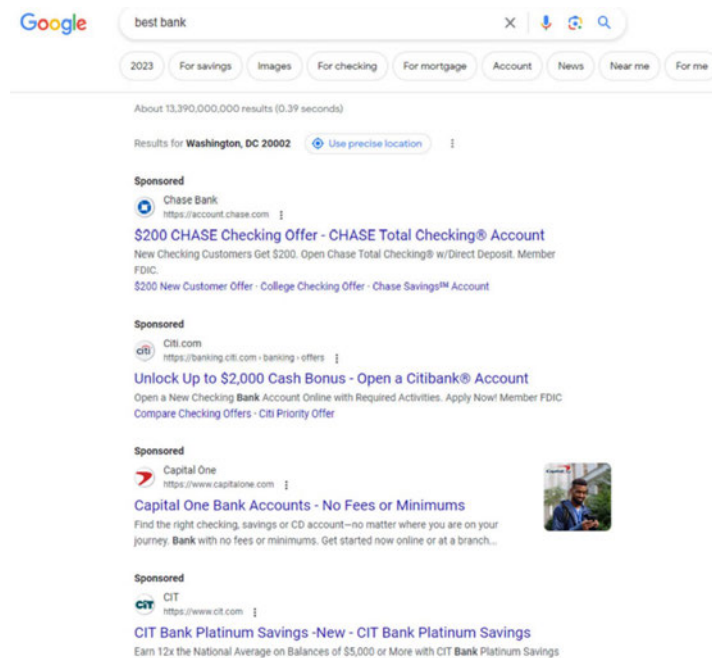 Google
best bank
2023 For savings Images For checking For mortgage Account News Near me For me
About 13,390,000,000 results (0.39 seconds)
Results for Washington, DC 20002 Use precise location
Sponsored
Chase Bank
https://account.chase.com
$200 CHASE Checking Offer - CHASE Total Checking® Account
New Checking Customers Get $200. Open Chase Total Checking® w/Direct Deposit. Member
FDIC.
$200 New Customer Offer · College Checking Offer · Chase Savings℠ Account
Sponsored
citi
Citi.com
https://banking.citi.com › banking › offers
Unlock Up to $2,000 Cash Bonus - Open a Citibank® Account
Open a New Checking Bank Account Online with Required Activities. Apply Now! Member FDIC
Compare Checking Offers · Citi Priority Offer
Sponsored
Capital One
https://www.capitalone.com
Capital One Bank Accounts - No Fees or Minimums
Find the right checking, savings or CD account—no matter where you are on your
journey. Bank with no fees or minimums. Get started now online or at a branch...
Sponsored
CIT
CIT
https://www.cit.com
CIT Bank Platinum Savings -New - CIT Bank Platinum Savings
Earn 12x the National Average on Balances of $5,000 or More with CIT Bank Platinum Savings